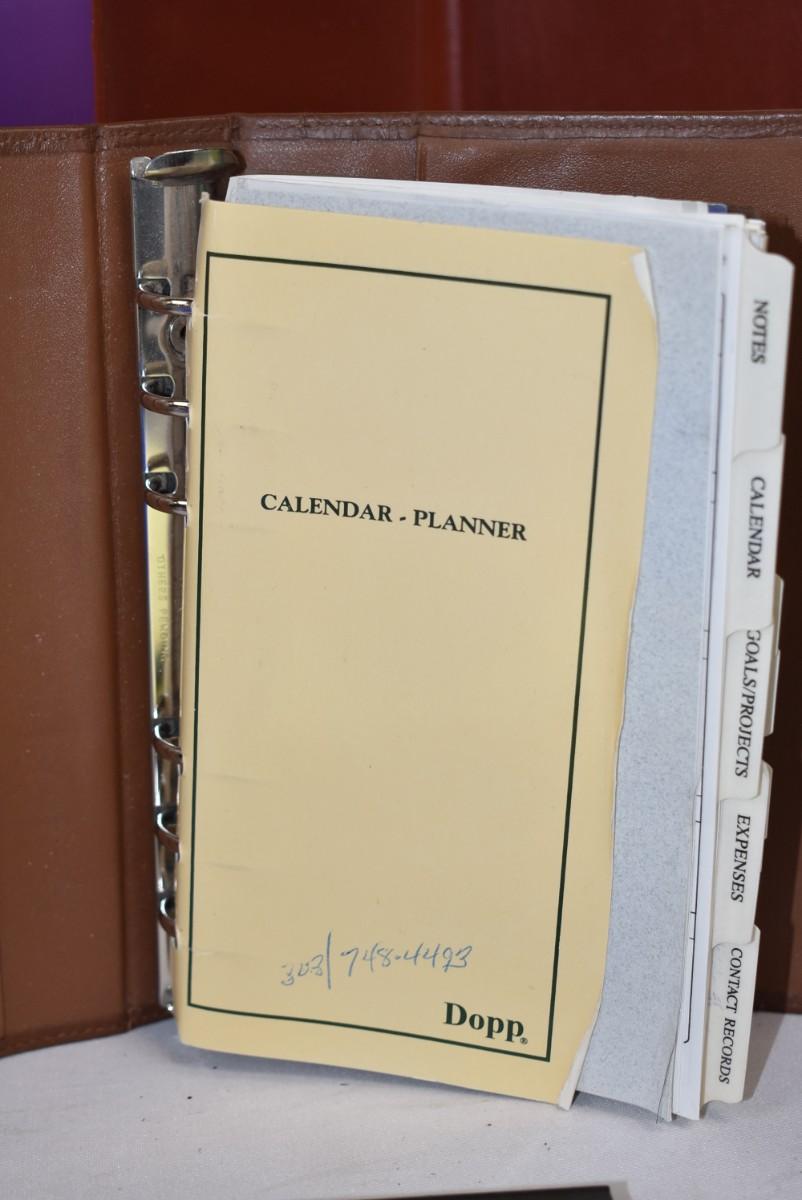 CALENDAR - PLANNER
303/748-4493
Dopp®
NOTES
CALENDAR
GOALS/PROJECTS
EXPENSES
CONTACT RECORDS